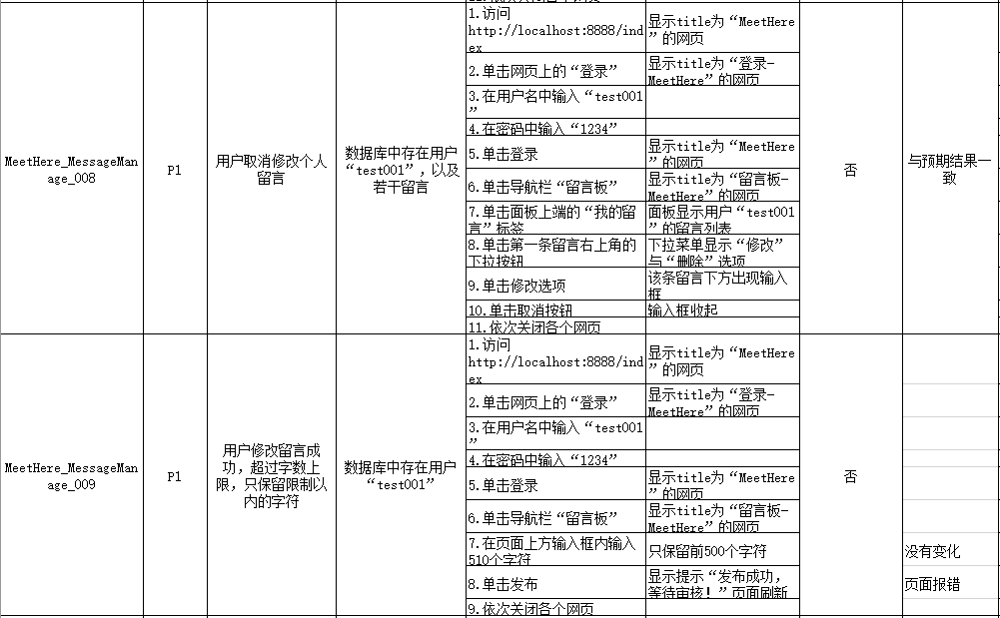 1.访问
http://localhost:8888/ind
ex
显示title为“MeetHere
”的网页
2.单击网页上的“登录”
显示title为“登录-
MeetHere”的网页
3.在用户名中输入“test001
”
4.在密码中输入“1234”
MeetHere_MessageMan
age_008
P1
用户取消修改个人
留言
数据库中存在用户
“test001”，以及
若干留言
5.单击登录
显示title为“MeetHere
”的网页
否
与预期结果一
致
6.单击导航栏“留言板”
显示title为“留言板-
MeetHere”的网页
7.单击面板上端的“我的留
言”标签
面板显示用户“test001
”的留言列表
8.单击第一条留言右上角的
下拉按钮
下拉菜单显示“修改”
与“删除”选项
9.单击修改选项
该条留言下方出现输入
框
10.单击取消按钮
输入框收起
11.依次关闭各个网页
1.访问
http://localhost:8888/ind
ex
显示title为“MeetHere
”的网页
2.单击网页上的“登录”
显示title为“登录-
MeetHere”的网页
3.在用户名中输入“test001
”
4.在密码中输入“1234”
MeetHere_MessageMan
age_009
P1
用户修改留言成
功，超过字数上
限，只保留限制以
内的字符
数据库中存在用户
“test001”
5.单击登录
显示title为“MeetHere
”的网页
否
6.单击导航栏“留言板”
显示title为“留言板-
MeetHere”的网页
7.在页面上方输入框内输入
510个字符
只保留前500个字符
没有变化
8.单击发布
显示提示“发布成功，
等待审核！”页面刷新
页面报错
9.依次关闭各个网页